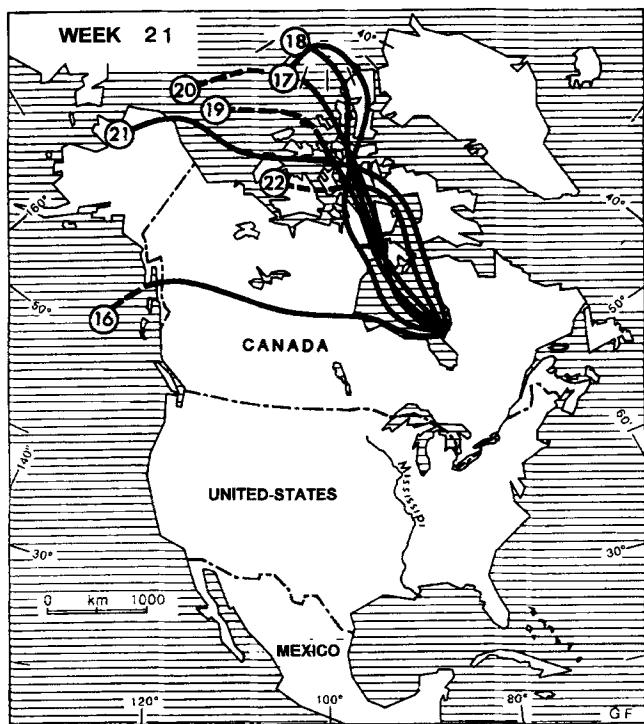 WEEK 21
18
40°
17
20
19
21
22
160°
40°
50°
16
50°
CANADA
60°
140°
Mississipi
UNITED-STATES
30°
30°
0 km 1000
MEXICO
120°
100°
80°
GF